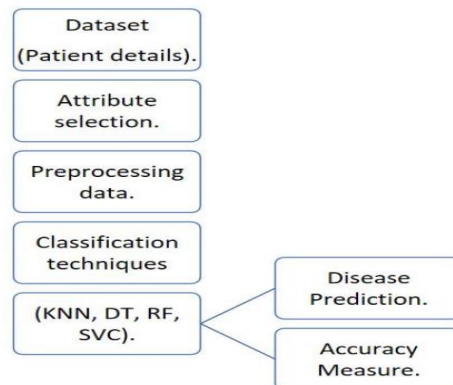 Dataset
(Patient details).
Attribute
selection.
Preprocessing
data.
Classification
techniques
(KNN, DT, RF,
SVC).
Disease
Prediction.
Accuracy
Measure.